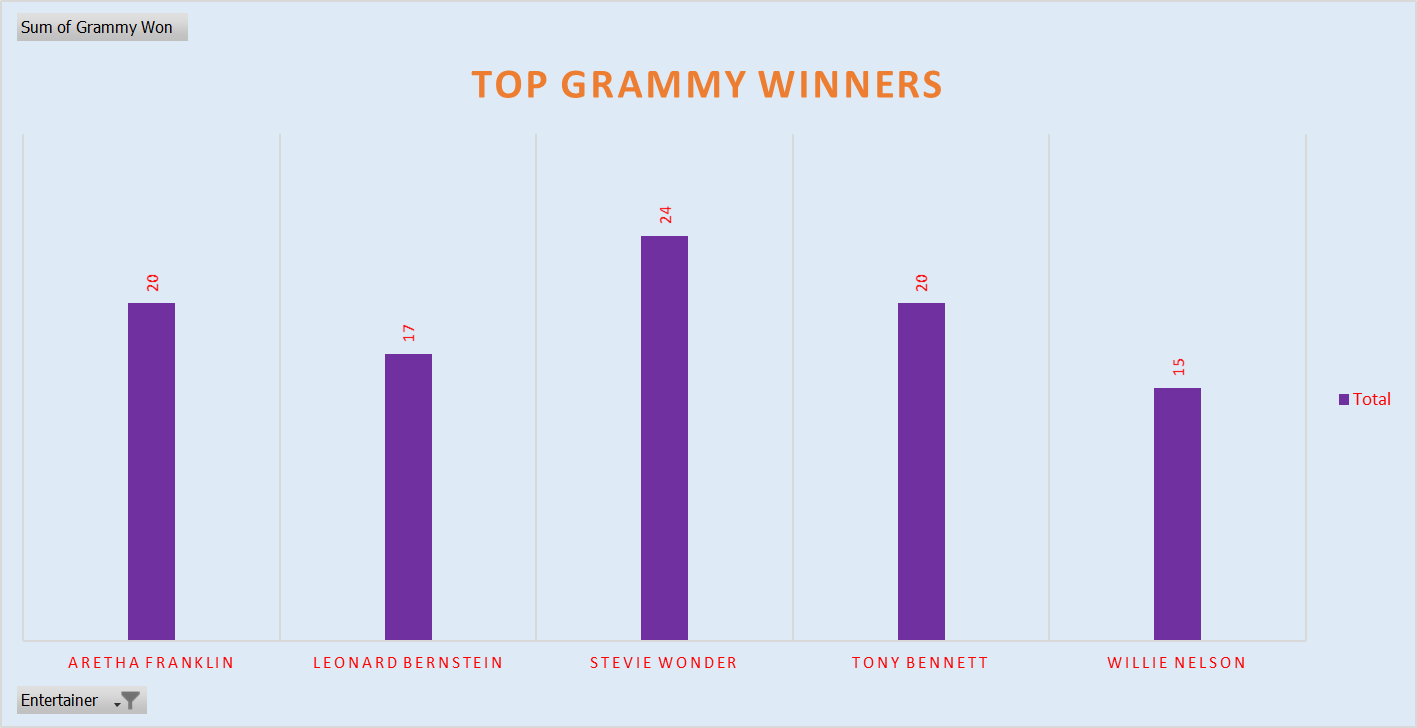 Sum of Grammy Won
TOP GRAMMY WINNERS
20
17
24
20
15
Total
ARETHA FRANKLIN
LEONARD BERNSTEIN
STEVIE WONDER
TONY BENNETT
WILLIE NELSON
Entertainer